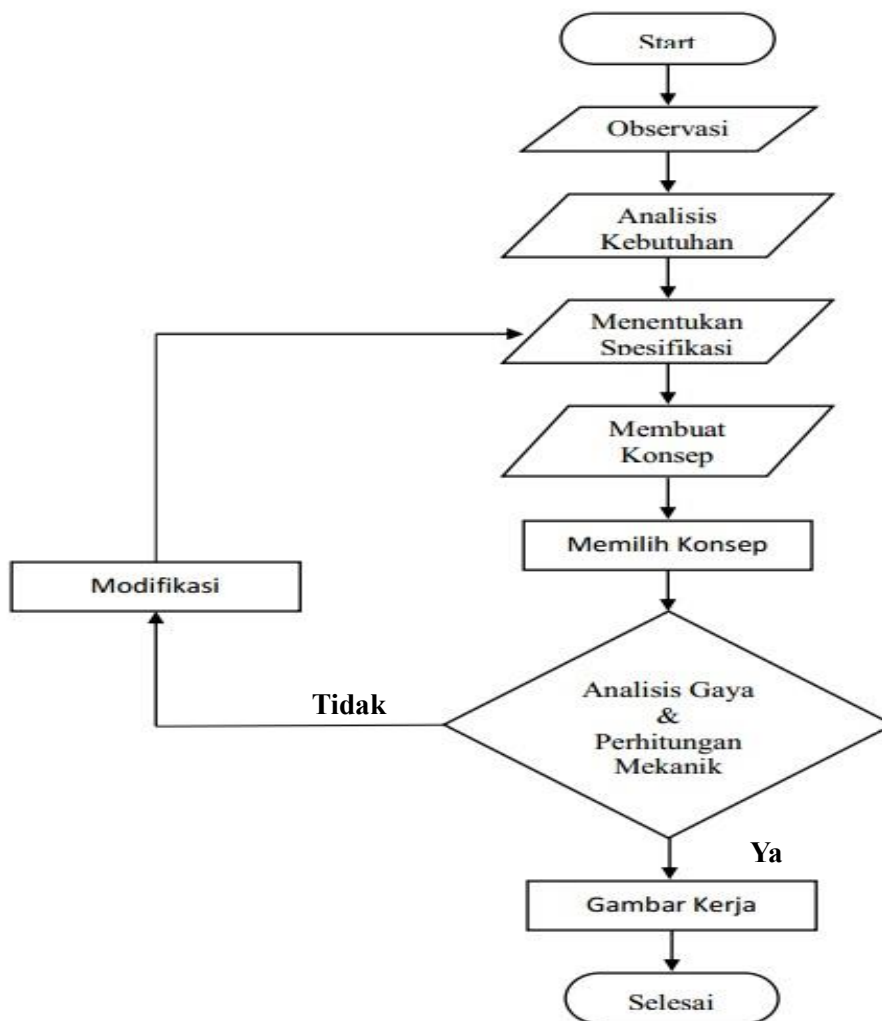 Start
Observasi
Analisis
Kebutuhan
Menentukan
Spesifikasi
Membuat
Konsep
Memilih Konsep
Modifikasi
Analisis Gaya
&
Perhitungan
Mekanik
Tidak
Ya
Gambar Kerja
Selesai